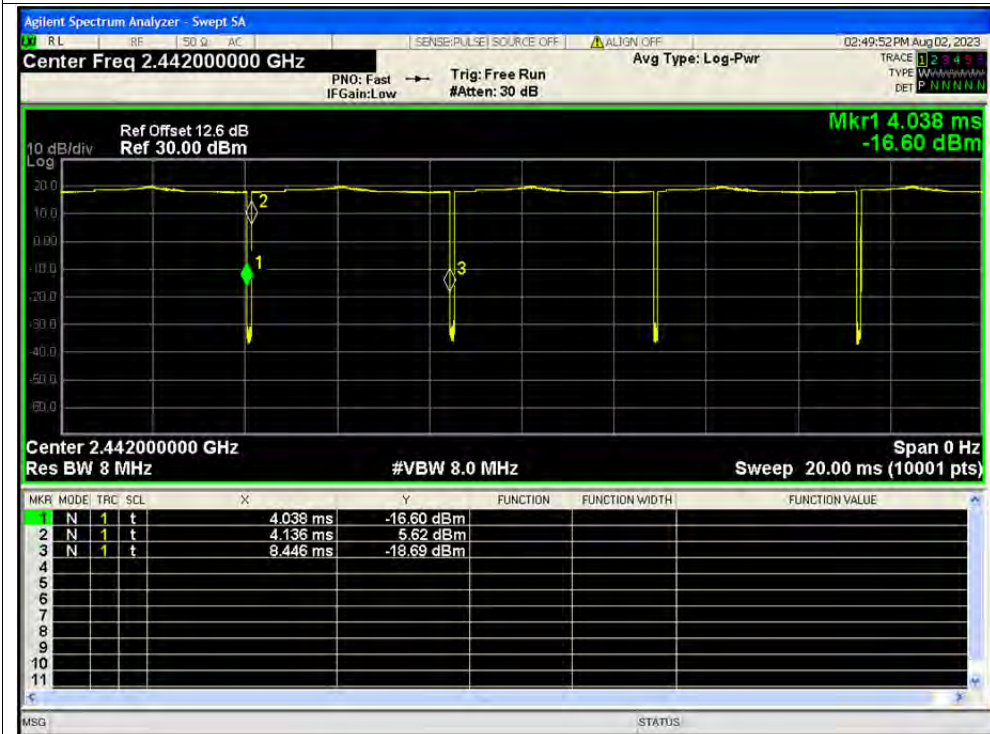 Agilent Spectrum Analyzer - Swept SA
RL RF 50 Ω AC SENSE:PULSE SOURCE OFF ALIGN OFF 02:49:52 PM Aug 02, 2023
Center Freq 2.442000000 GHz
Avg Type: Log-Pwr
TRACE 1 2 3 4 5 6
PNO: Fast Trig: Free Run
TYPE W
IFGain:Low #Atten: 30 dB
DET P N N N N N
Mkr1 4.038 ms
-16.60 dBm
Ref Offset 12.6 dB
10 dB/div Ref 30.00 dBm
Log
20.0
10.0
0.00
-10.0
-20.0
-30.0
-40.0
-50.0
-60.0
2
1
3
Center 2.442000000 GHz Span 0 Hz
Res BW 8 MHz #VBW 8.0 MHz Sweep 20.00 ms (10001 pts)
MKR MODE TRC SCL X Y FUNCTION FUNCTION WIDTH FUNCTION VALUE
1 N 1 t 4.038 ms -16.60 dBm
2 N 1 t 4.136 ms 5.62 dBm
3 N 1 t 8.446 ms -18.69 dBm
4
5
6
7
8
9
10
11
MSG STATUS